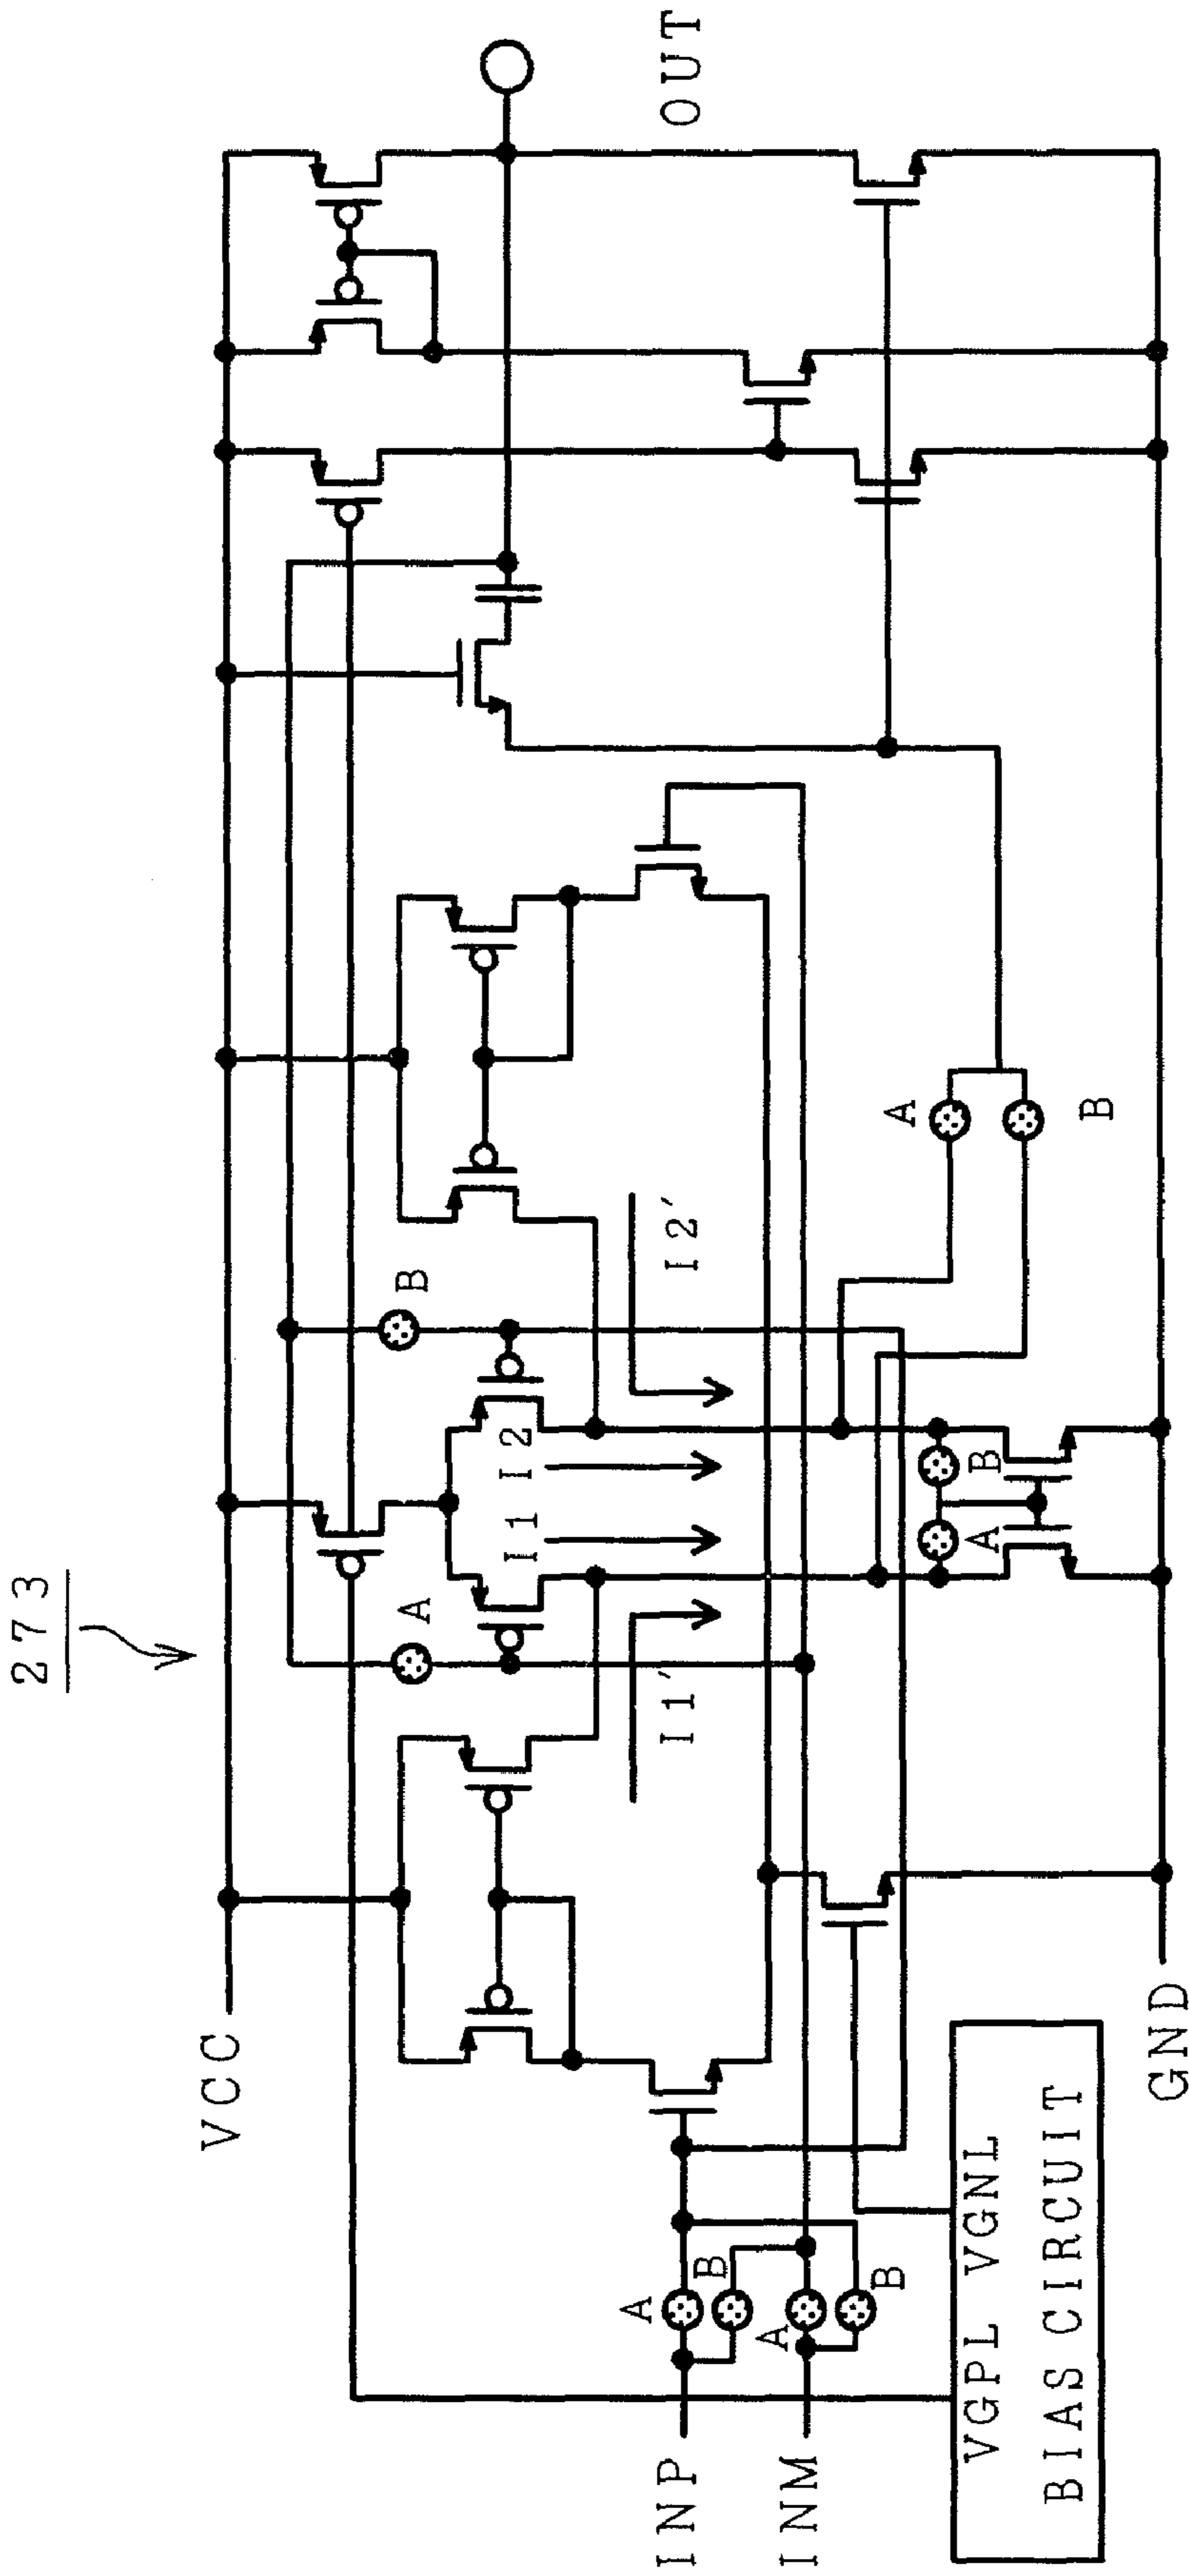 273
VCC
OUT
A
B
I1'
I1
I2
I2'
INP
A
B
INM
A
B
A
B
A
B
VGPL VGNL
BIAS CIRCUIT
GND